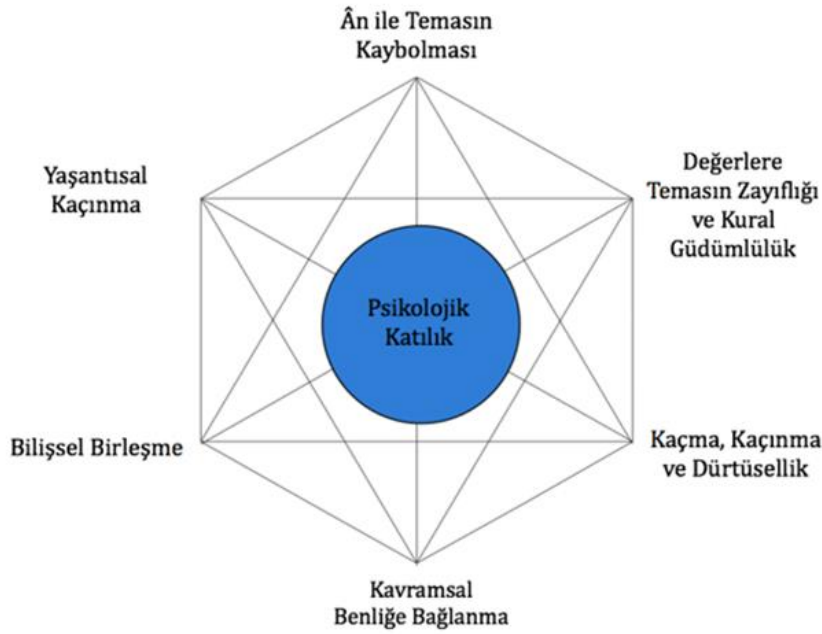 Ân ile Temasın
Kaybolması
Yaşantısal
Kaçınma
Değerlere
Temasın Zayıflığı
ve Kural
Güdümlülük
Psikolojik
Katılık
Bilişsel Birleşme
Kaçma, Kaçınma
ve Dürtüsellik
Kavramsal
Benliğe Bağlanma